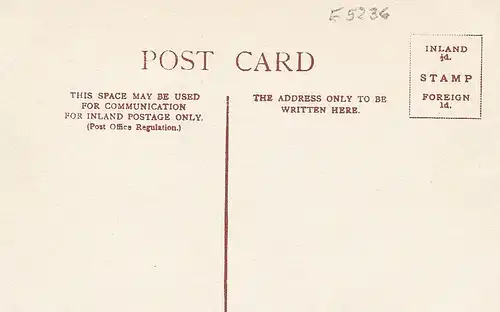 E5236
POST CARD
INLAND
½d.
STAMP
FOREIGN
1d.
THIS SPACE MAY BE USED
FOR COMMUNICATION
FOR INLAND POSTAGE ONLY.
(Post Office Regulation.)
THE ADDRESS ONLY TO BE
WRITTEN HERE.